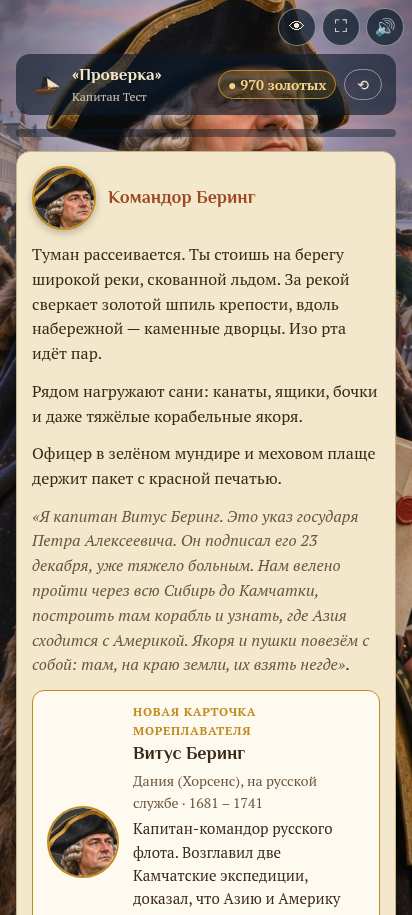 «Проверка»
Капитан Тест
● 970 золотых
Командор Беринг
Туман рассеивается. Ты стоишь на берегу
широкой реки, скованной льдом. За рекой
сверкает золотой шпиль крепости, вдоль
набережной — каменные дворцы. Изо рта
идёт пар.
Рядом нагружают сани: канаты, ящики, бочки
и даже тяжёлые корабельные якоря.
Офицер в зелёном мундире и меховом плаще
держит пакет с красной печатью.
«Я капитан Витус Беринг. Это указ государя
Петра Алексеевича. Он подписал его 23
декабря, уже тяжело больным. Нам велено
пройти через всю Сибирь до Камчатки,
построить там корабль и узнать, где Азия
сходится с Америкой. Якоря и пушки повезём с
собой: там, на краю земли, их взять негде».
НОВАЯ КАРТОЧКА
МОРЕПЛАВАТЕЛЯ
Витус Беринг
Дания (Хорсенс), на русской
службе · 1681 – 1741
Капитан-командор русского
флота. Возглавил две
Камчатские экспедиции,
доказал, что Азию и Америку